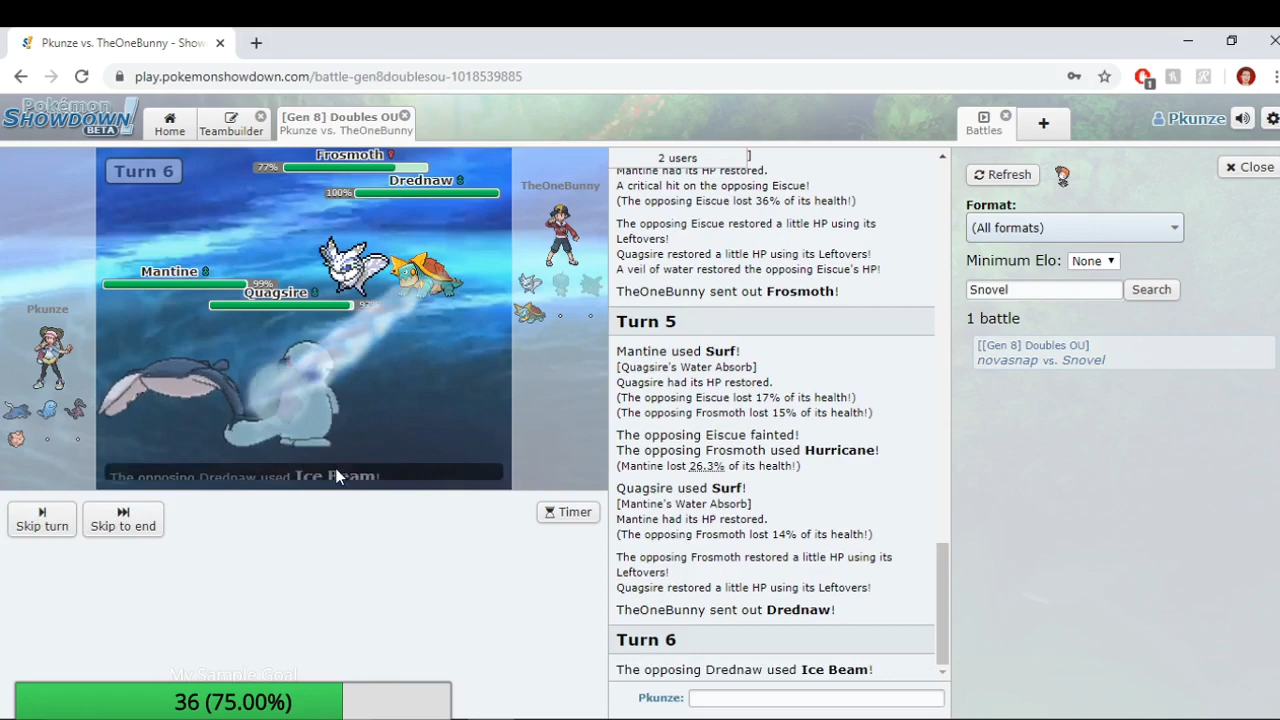 Pkunze vs. TheOneBunny - Show
play.pokemonshowdown.com/battle-gen8doublesou-1018539885
1
Pokémon
Showdown!
BETA
Home
Teambuilder
[Gen 8] Doubles OU
Pkunze vs. TheOneBunny
Battles
Pkunze
Turn 6
Frosmoth
77%
Drednaw
100%
Mantine
99%
Quagsire
Pkunze
TheOneBunny
The opposing Drednaw used Ice Beam!
Skip turn
Skip to end
Timer
My Sample Goal
36 (75.00%)
2 users
Mantine had its HP restored.
A critical hit on the opposing Eiscue!
(The opposing Eiscue lost 36% of its health!)
The opposing Eiscue restored a little HP using its
Leftovers!
Quagsire restored a little HP using its Leftovers!
A veil of water restored the opposing Eiscue's HP!
TheOneBunny sent out Frosmoth!
Turn 5
Mantine used Surf!
[Quagsire's Water Absorb]
Quagsire had its HP restored.
(The opposing Eiscue lost 17% of its health!)
(The opposing Frosmoth lost 15% of its health!)
The opposing Eiscue fainted!
The opposing Frosmoth used Hurricane!
(Mantine lost 26.3% of its health!)
Quagsire used Surf!
[Mantine's Water Absorb]
Mantine had its HP restored.
(The opposing Frosmoth lost 14% of its health!)
The opposing Frosmoth restored a little HP using its
Leftovers!
Quagsire restored a little HP using its Leftovers!
TheOneBunny sent out Drednaw!
Turn 6
The opposing Drednaw used Ice Beam!
Pkunze:
Refresh
Close
Format:
(All formats)
Minimum Elo: None
Snovel
Search
1 battle
[[Gen 8] Doubles OU]
novasnap vs. Snovel